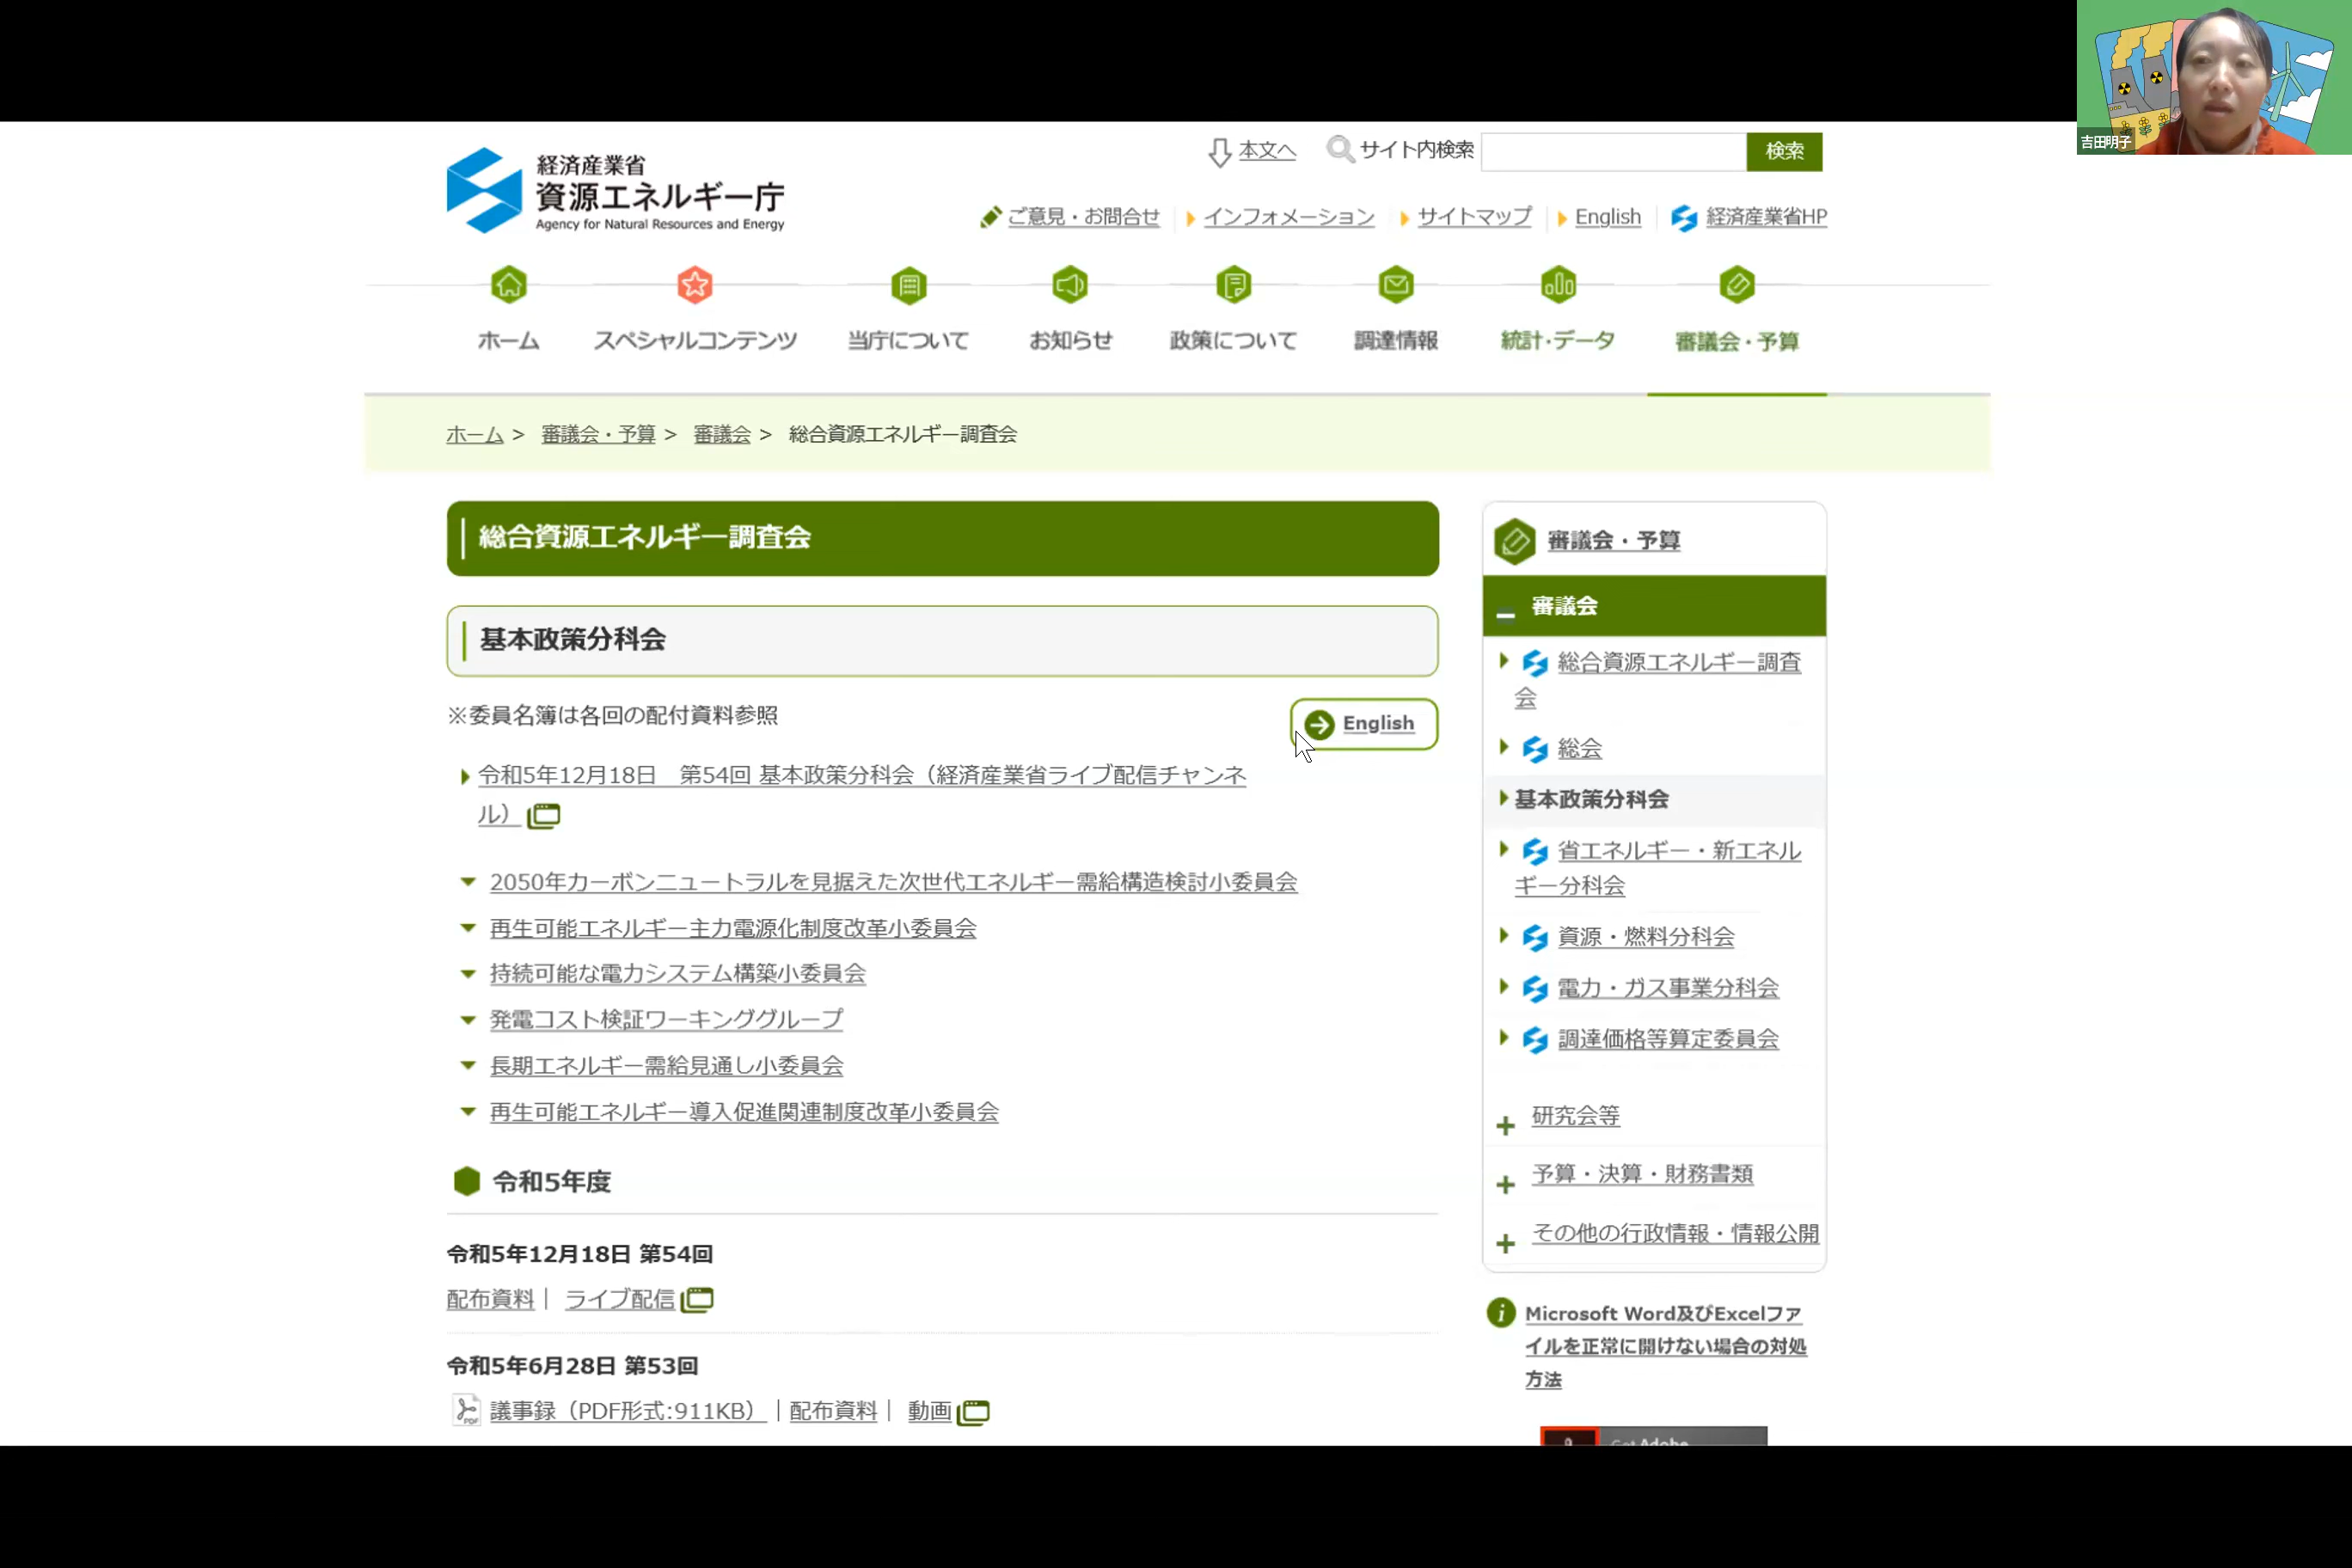 吉田明子
経済産業省
資源エネルギー庁
Agency for Natural Resources and Energy
本文へ
サイト内検索
検索
ご意見・お問合せ
インフォメーション
サイトマップ
English
経済産業省HP
ホーム
スペシャルコンテンツ
当庁について
お知らせ
政策について
調達情報
統計・データ
審議会・予算
ホーム > 審議会・予算 > 審議会 > 総合資源エネルギー調査会
総合資源エネルギー調査会
基本政策分科会
※委員名簿は各回の配付資料参照
English
令和5年12月18日　第54回 基本政策分科会（経済産業省ライブ配信チャンネ
ル）
2050年カーボンニュートラルを見据えた次世代エネルギー需給構造検討小委員会
再生可能エネルギー主力電源化制度改革小委員会
持続可能な電力システム構築小委員会
発電コスト検証ワーキンググループ
長期エネルギー需給見通し小委員会
再生可能エネルギー導入促進関連制度改革小委員会
令和5年度
令和5年12月18日 第54回
配布資料｜ ライブ配信
令和5年6月28日 第53回
PDF 議事録（PDF形式:911KB）｜配布資料｜ 動画
審議会・予算
審議会
総合資源エネルギー調査
会
総会
基本政策分科会
省エネルギー・新エネル
ギー分科会
資源・燃料分科会
電力・ガス事業分科会
調達価格等算定委員会
研究会等
予算・決算・財務書類
その他の行政情報・情報公開
Microsoft Word及びExcelファ
イルを正常に開けない場合の対処
方法
Get Adobe